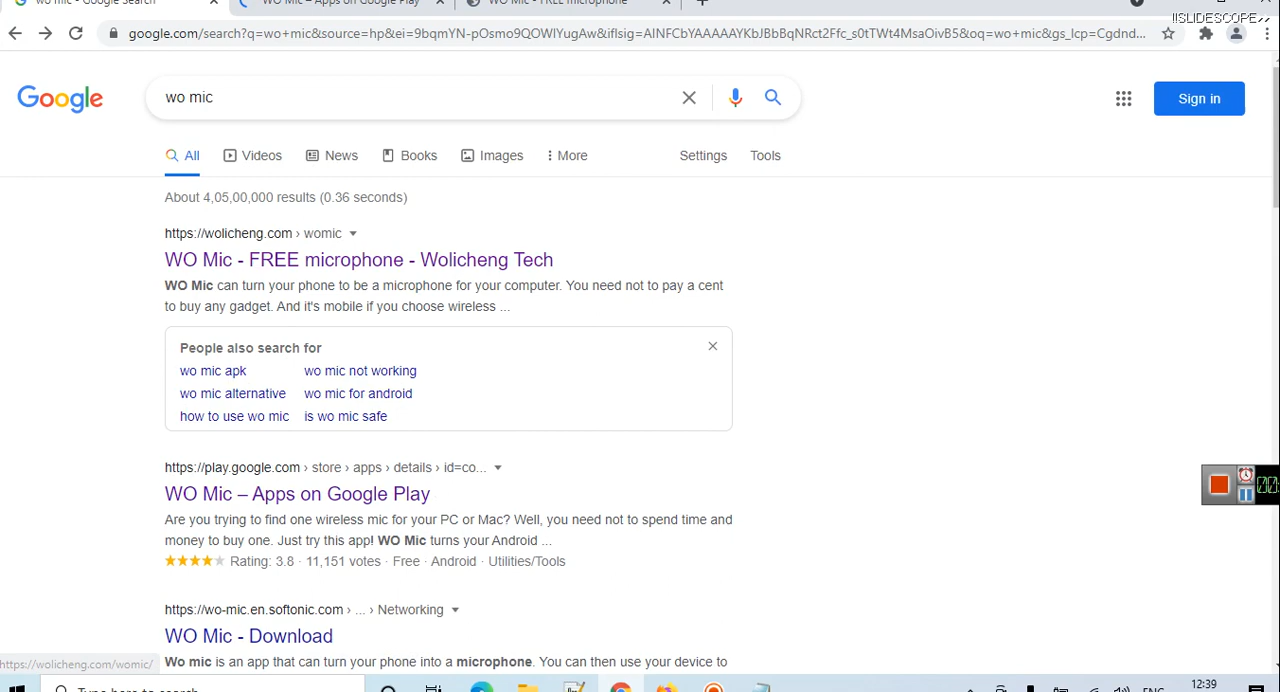 wo mic - Google Search
WO Mic – Apps on Google Play
WO Mic - FREE microphone
!!SLIDESCOPE>>
google.com/search?q=wo+mic&source=hp&ei=9bqmYN-pOsmo9QOWlYugAw&iflsig=AINFCbYAAAAAYKbJBbBqNRct2Ffc_s0tTWt4MsaOivB5&oq=wo+mic&gs_lcp=Cgdnd...
Google
wo mic
Sign in
All
Videos
News
Books
Images
More
Settings
Tools
About 4,05,00,000 results (0.36 seconds)
https://wolicheng.com › womic
WO Mic - FREE microphone - Wolicheng Tech
WO Mic can turn your phone to be a microphone for your computer. You need not to pay a cent
to buy any gadget. And it's mobile if you choose wireless ...
People also search for
wo mic apk wo mic not working
wo mic alternative wo mic for android
how to use wo mic is wo mic safe
https://play.google.com › store › apps › details › id=co...
WO Mic – Apps on Google Play
Are you trying to find one wireless mic for your PC or Mac? Well, you need not to spend time and
money to buy one. Just try this app! WO Mic turns your Android ...
Rating: 3.8 · 11,151 votes · Free · Android · Utilities/Tools
https://wo-mic.en.softonic.com › ... › Networking
WO Mic - Download
Wo mic is an app that can turn your phone into a microphone. You can then use your device to
https://wolicheng.com/womic/
Type here to search
ENG
12:39